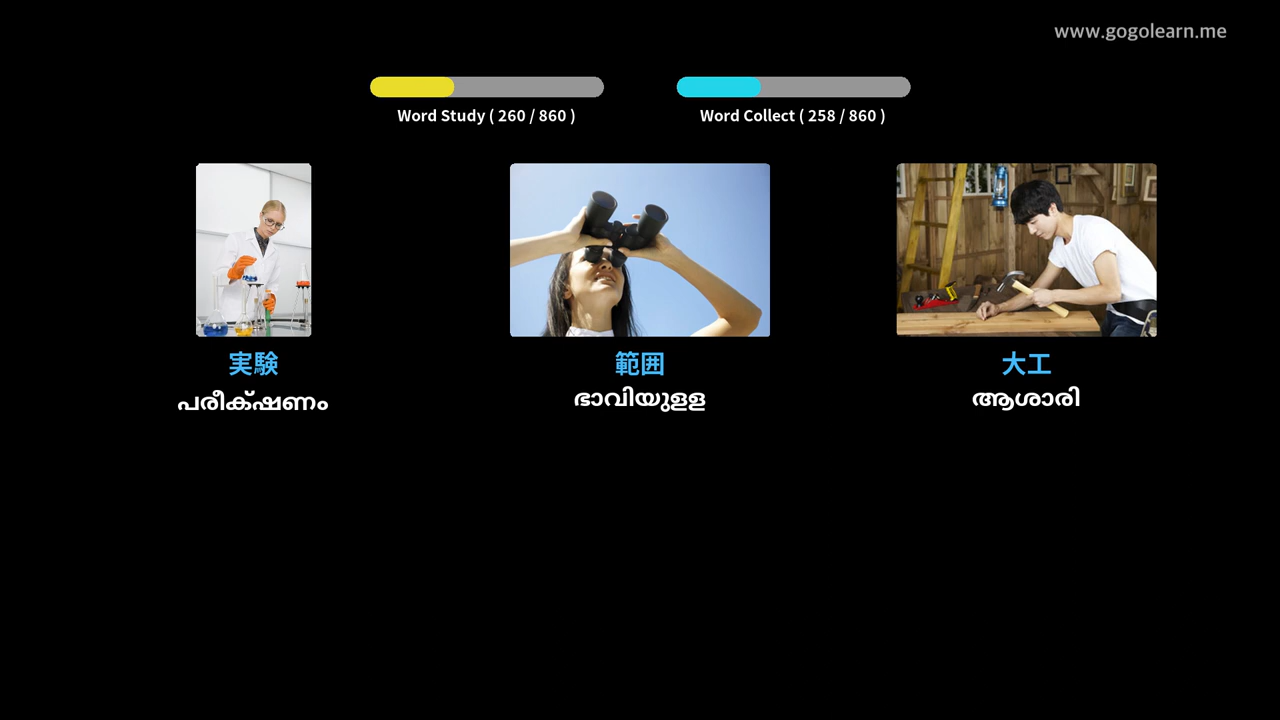 www.gogolearn.me
Word Study ( 260 / 860 )
Word Collect ( 258 / 860 )
実験
範囲
大工
പരീക്‌ഷണം
ഭാവിയുളള
ആശാരി